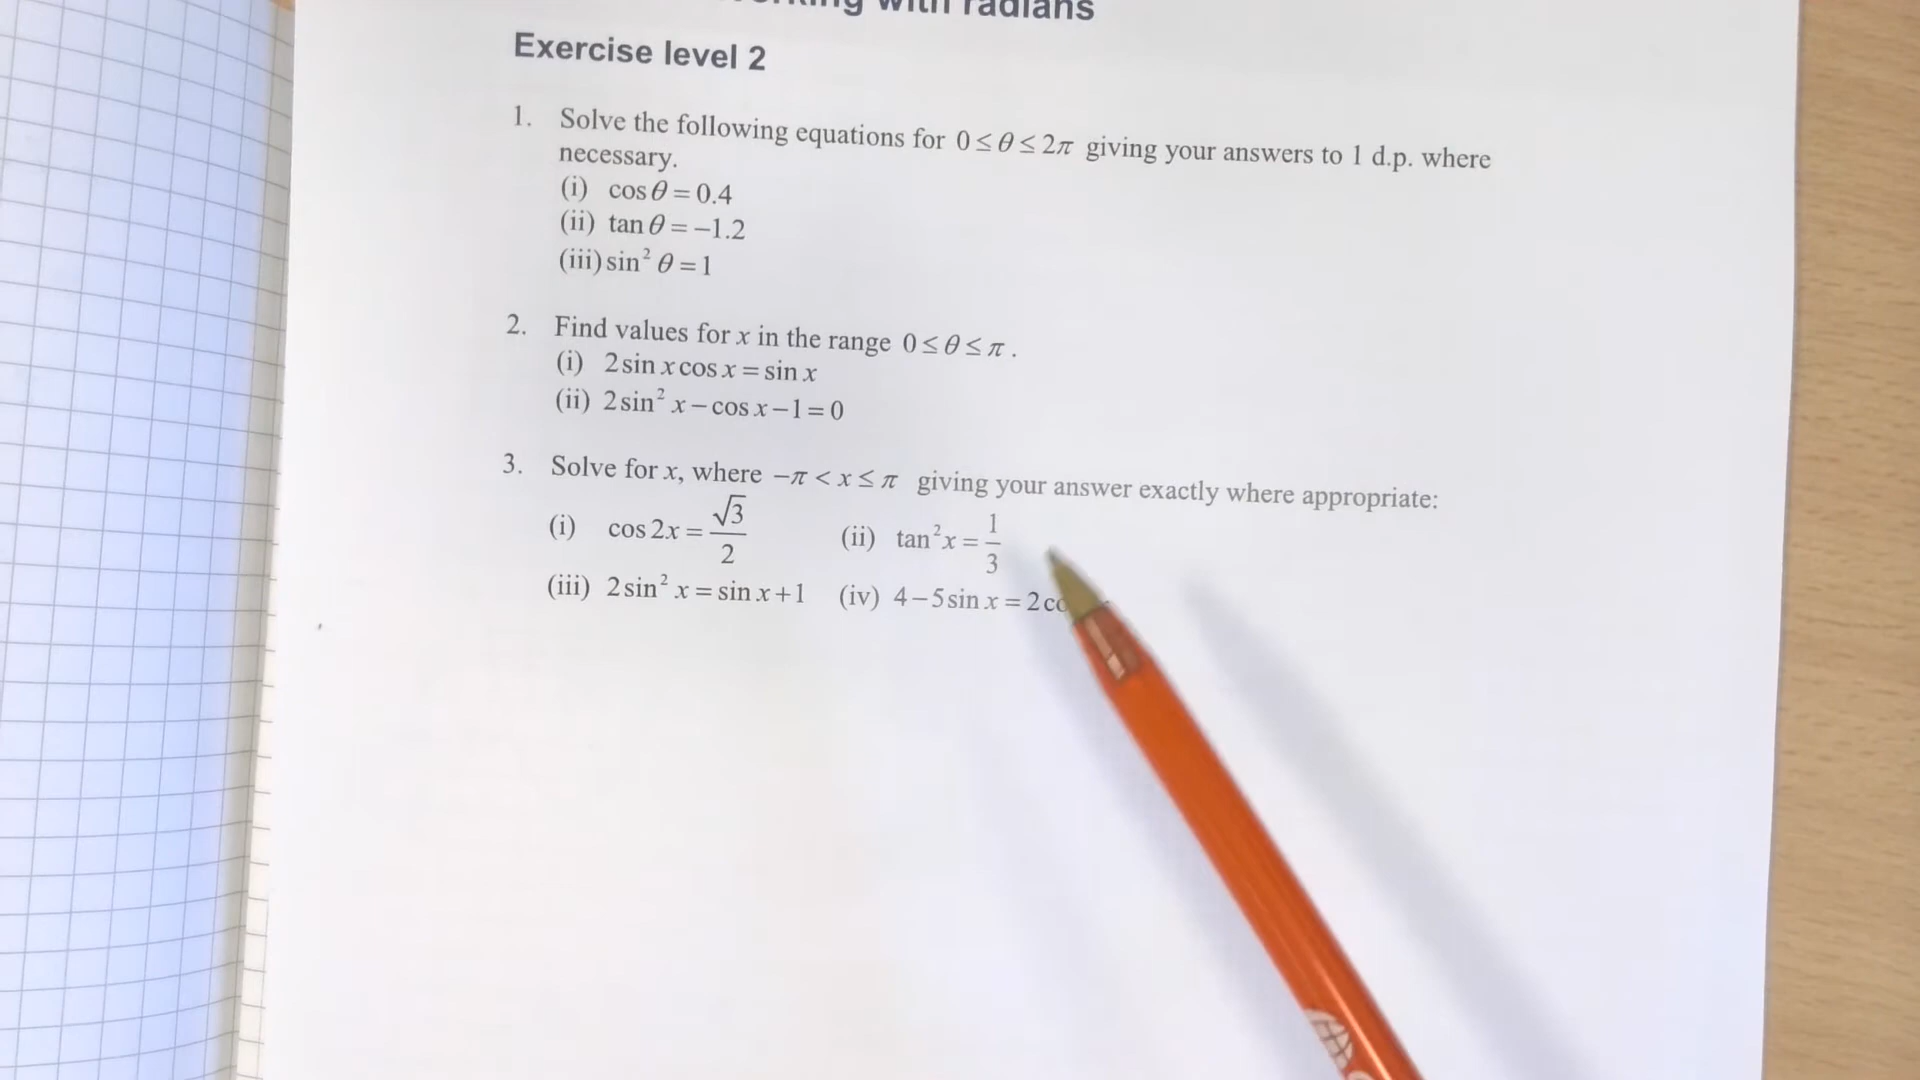 with radians
Exercise level 2
1. Solve the following equations for 0 ≤ θ ≤ 2π giving your answers to 1 d.p. where
necessary.
(i) cos θ = 0.4
(ii) tan θ = −1.2
(iii) sin² θ = 1
2. Find values for x in the range 0 ≤ θ ≤ π .
(i) 2 sin x cos x = sin x
(ii) 2 sin² x − cos x − 1 = 0
3. Solve for x, where −π < x ≤ π giving your answer exactly where appropriate:
(i) cos 2x = √3/2 (ii) tan² x = 1/3
(iii) 2 sin² x = sin x + 1 (iv) 4 − 5 sin x = 2